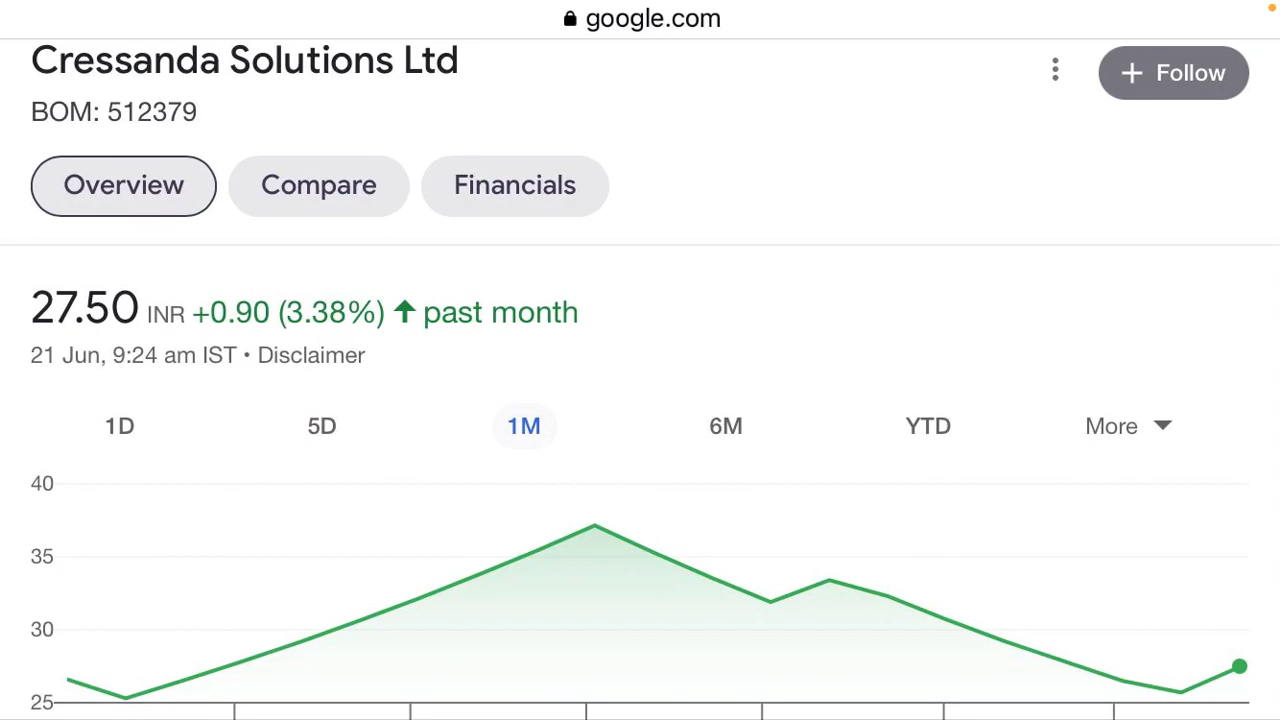 google.com
Cressanda Solutions Ltd
+ Follow
BOM: 512379
Overview Compare Financials
27.50 INR +0.90 (3.38%) ↑ past month
21 Jun, 9:24 am IST • Disclaimer
1D 5D 1M 6M YTD More
40
35
30
25